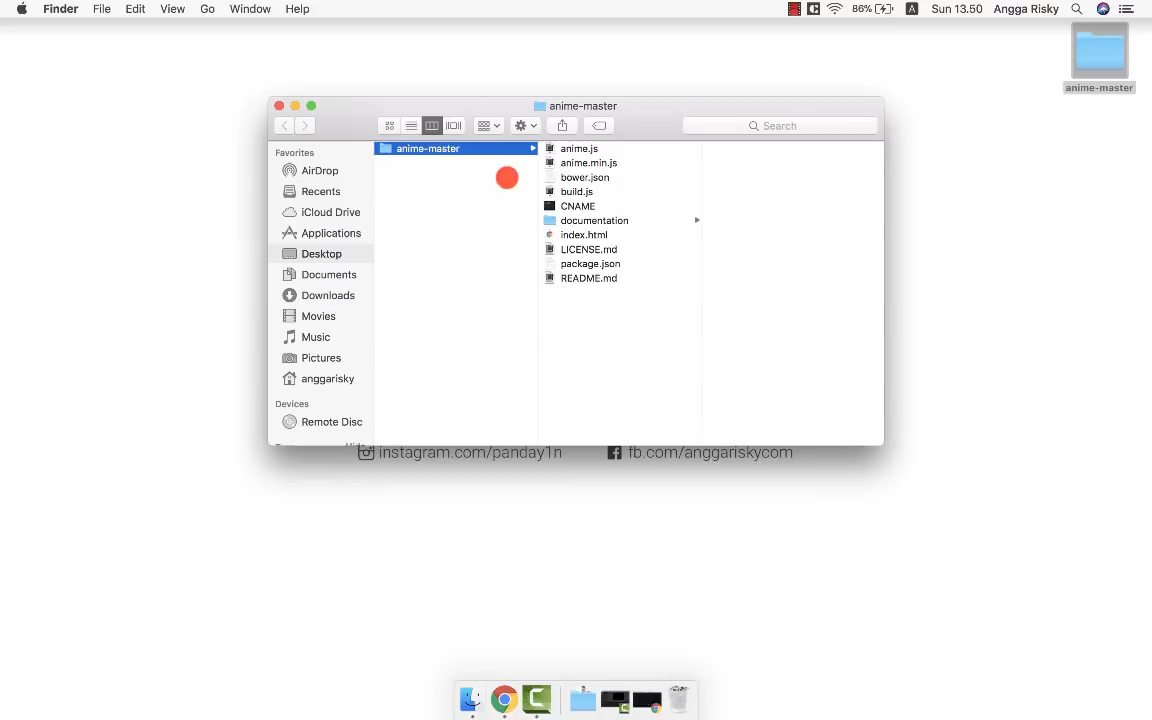 Finder File Edit View Go Window Help 86% A Sun 13.50 Angga Risky
anime-master
anime-master
Search
Favorites
AirDrop
Recents
iCloud Drive
Applications
Desktop
Documents
Downloads
Movies
Music
Pictures
anggarisky
Devices
Remote Disc
anime-master
anime.js
anime.min.js
bower.json
build.js
CNAME
documentation
index.html
LICENSE.md
package.json
README.md
instagram.com/panday1n fb.com/anggariskycom